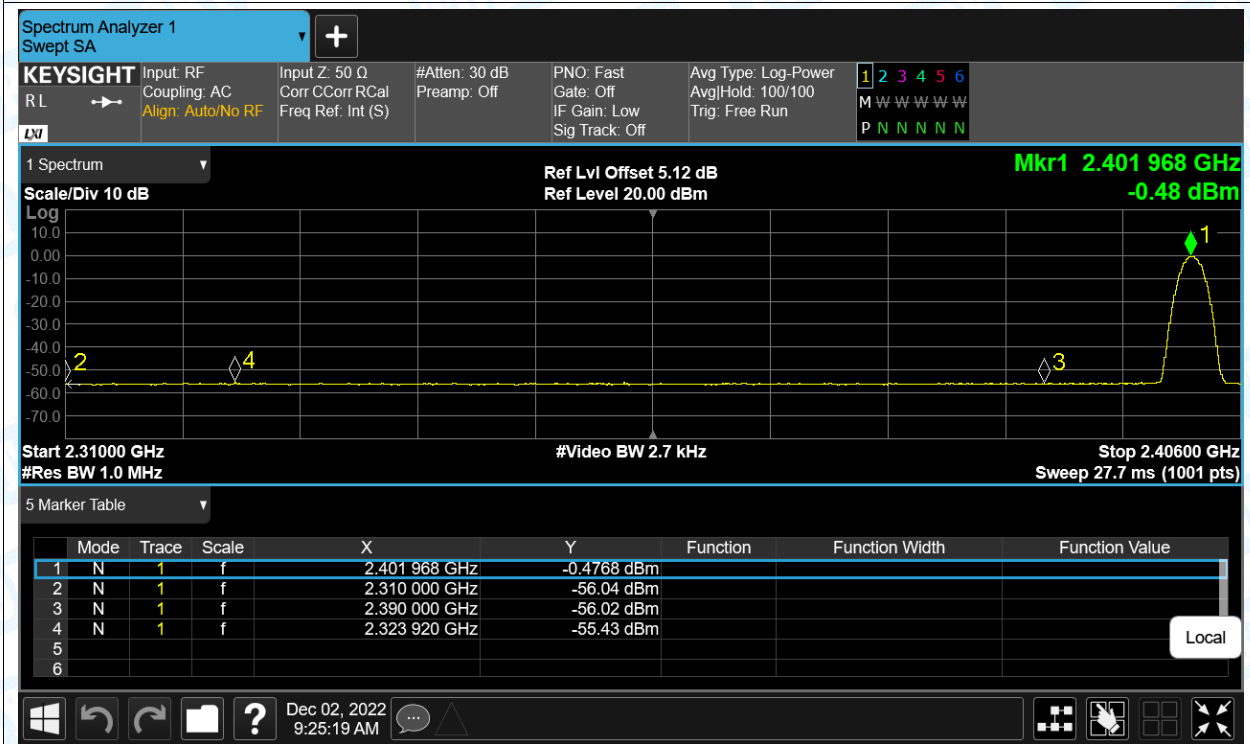 Spectrum Analyzer 1
Swept SA
KEYSIGHT
R L
LXI
Input: RF
Coupling: AC
Align: Auto/No RF
Input Z: 50 Ω
Corr CCorr RCal
Freq Ref: Int (S)
#Atten: 30 dB
Preamp: Off
PNO: Fast
Gate: Off
IF Gain: Low
Sig Track: Off
Avg Type: Log-Power
Avg|Hold: 100/100
Trig: Free Run
1 2 3 4 5 6
M W W W W W
P N N N N N
1 Spectrum
Scale/Div 10 dB
Ref Lvl Offset 5.12 dB
Ref Level 20.00 dBm
Mkr1 2.401 968 GHz
-0.48 dBm
Log
10.0
0.00
-10.0
-20.0
-30.0
-40.0
-50.0
-60.0
-70.0
2
4
3
1
Start 2.31000 GHz
#Res BW 1.0 MHz
#Video BW 2.7 kHz
Stop 2.40600 GHz
Sweep 27.7 ms (1001 pts)
5 Marker Table
Mode Trace Scale X Y Function Function Width Function Value
1 N 1 f 2.401 968 GHz -0.4768 dBm
2 N 1 f 2.310 000 GHz -56.04 dBm
3 N 1 f 2.390 000 GHz -56.02 dBm
4 N 1 f 2.323 920 GHz -55.43 dBm
5
6
Local
?
Dec 02, 2022
9:25:19 AM